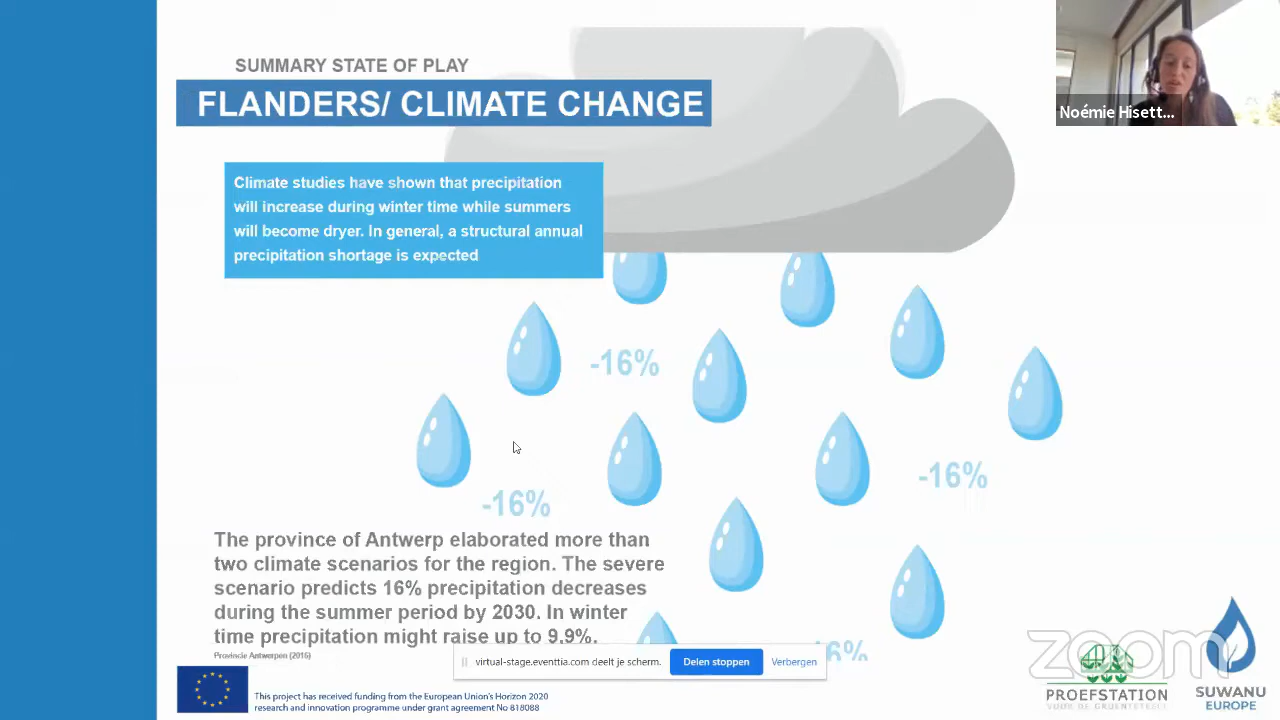 SUMMARY STATE OF PLAY
FLANDERS/ CLIMATE CHANGE
Noémie Hisett...
Climate studies have shown that precipitation
will increase during winter time while summers
will become dryer. In general, a structural annual
precipitation shortage is expected
-16%
-16%
-16%
The province of Antwerp elaborated more than
two climate scenarios for the region. The severe
scenario predicts 16% precipitation decreases
during the summer period by 2030. In winter
time precipitation might raise up to 9,9%.
Provincie Antwerpen (2016)
virtual-stage.eventtia.com deelt je scherm.
Delen stoppen
Verbergen
This project has received funding from the European Union's Horizon 2020
research and innovation programme under grant agreement No 818088
zoom
PROEFSTATION
VOOR DE GROENTETEELT
SUWANU
EUROPE